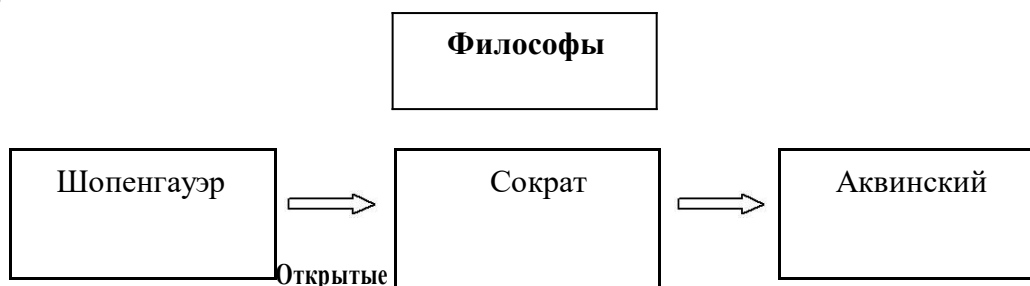 Философы
Шопенгауэр
Сократ
Аквинский
Открытые